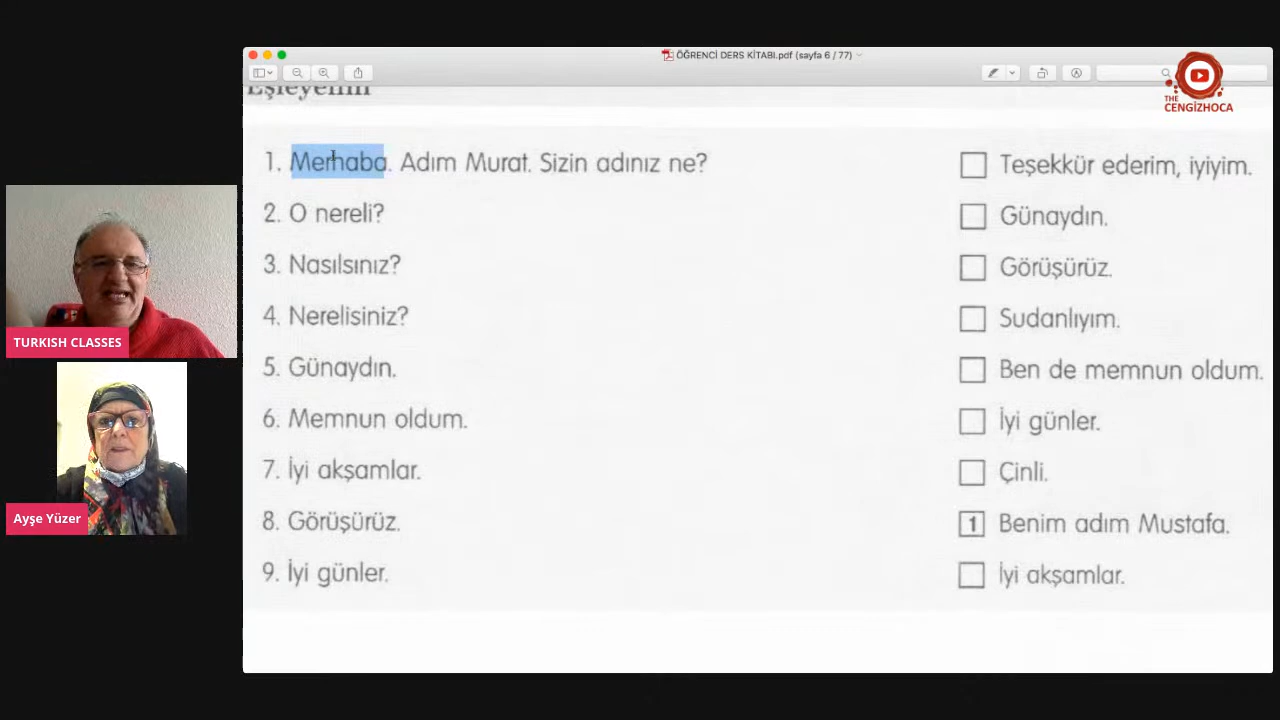 ÖĞRENCİ DERS KİTABI.pdf (sayfa 6 / 77)
THE
CENGİZHOCA
Eşleyelim
1. Merhaba. Adım Murat. Sizin adınız ne?
Teşekkür ederim, iyiyim.
2. O nereli?
Günaydın.
3. Nasılsınız?
Görüşürüz.
4. Nerelisiniz?
Sudanlıyım.
5. Günaydın.
Ben de memnun oldum.
6. Memnun oldum.
İyi günler.
7. İyi akşamlar.
Çinli.
8. Görüşürüz.
1 Benim adım Mustafa.
9. İyi günler.
İyi akşamlar.
TURKISH CLASSES
Ayşe Yüzer